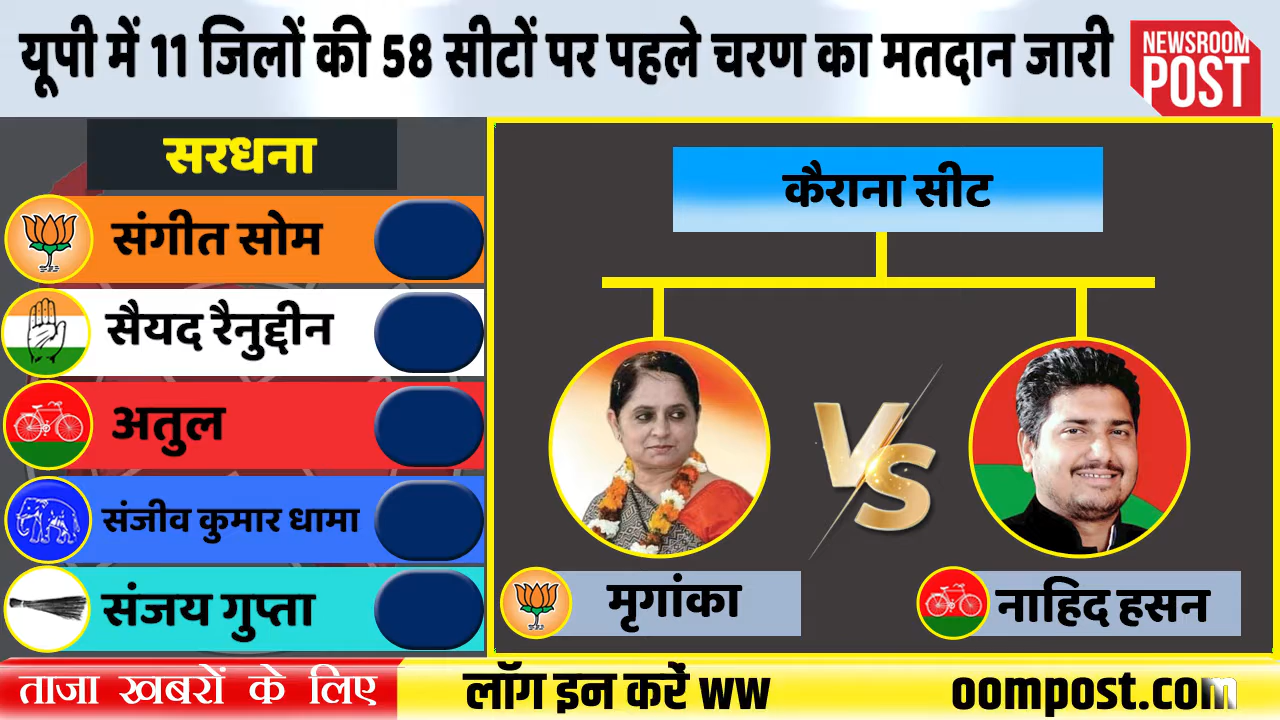 यूपी में 11 जिलों की 58 सीटों पर पहले चरण का मतदान जारी
NEWSROOM
POST
सरधना
संगीत सोम
सैयद रैनुद्दीन
अतुल
संजीव कुमार धामा
संजय गुप्ता
कैराना सीट
VS
मृगांका
नाहिद हसन
ताजा खबरों के लिए
लॉग इन करें ww oompost.com